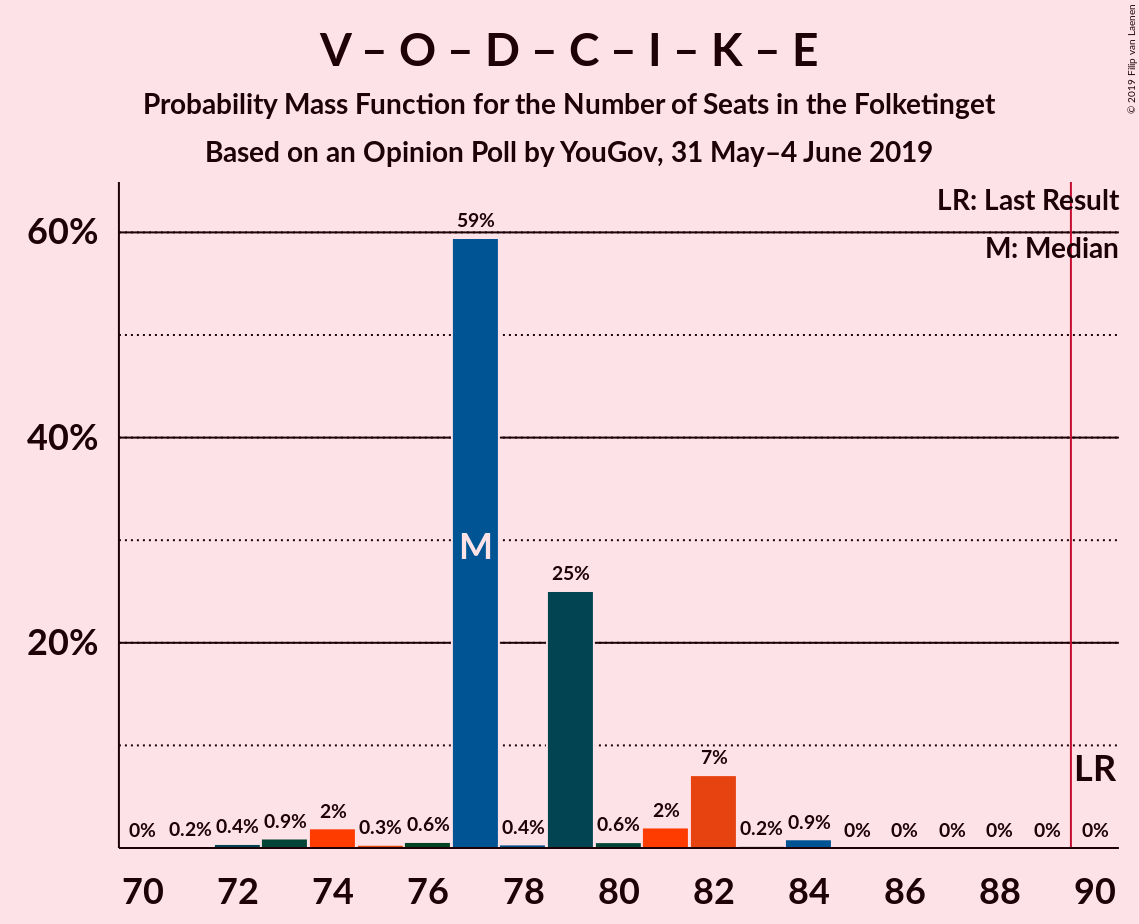 V – O – D – C – I – K – E
Probability Mass Function for the Number of Seats in the Folketinget
Based on an Opinion Poll by YouGov, 31 May–4 June 2019
© 2019 Filip van Laenen
LR: Last Result
M: Median
60%
40%
20%
59%
M
25%
7%
LR
0% 0.2% 0.4% 0.9% 2% 0.3% 0.6% 0.4% 0.6% 2% 0.2% 0.9% 0% 0% 0% 0% 0% 0%
70 72 74 76 78 80 82 84 86 88 90